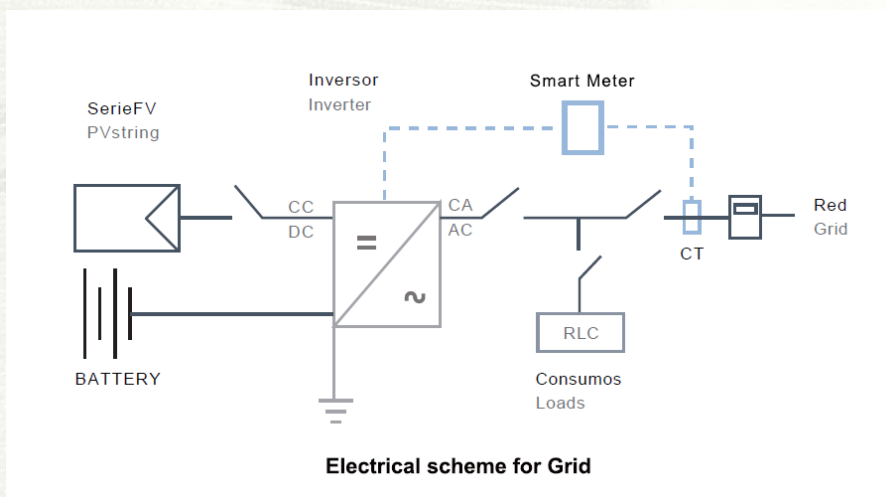 Inversor
Inverter
Smart Meter
SerieFV
PVstring
CC
DC
CA
AC
Red
Grid
CT
RLC
BATTERY
Consumos
Loads
Electrical scheme for Grid